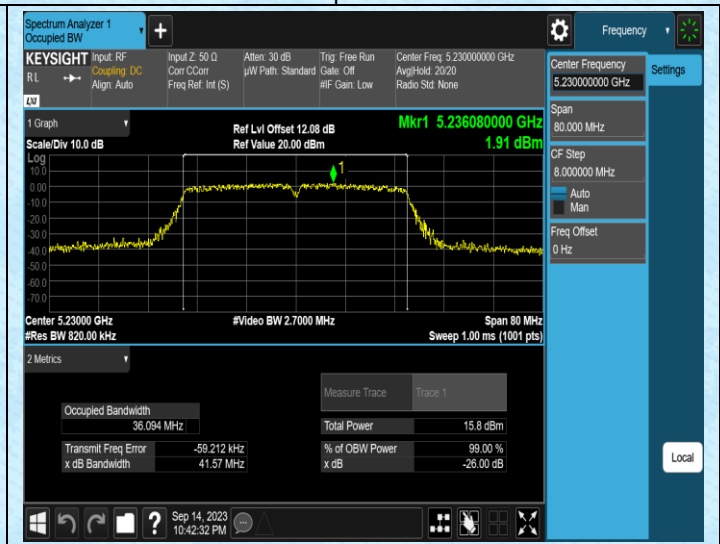 Spectrum Analyzer 1
Occupied BW
Frequency
KEYSIGHT
R L
LXI
Input: RF
Coupling: DC
Align: Auto
Input Z: 50 Ω
Corr CCorr
Freq Ref: Int (S)
Atten: 30 dB
µW Path: Standard
Trig: Free Run
Gate: Off
#IF Gain: Low
Center Freq: 5.230000000 GHz
Avg|Hold: 20/20
Radio Std: None
Center Frequency
5.230000000 GHz
Settings
Span
80.000 MHz
CF Step
8.000000 MHz
Auto
Man
Freq Offset
0 Hz
Local
1 Graph
Scale/Div 10.0 dB
Ref Lvl Offset 12.08 dB
Ref Value 20.00 dBm
Mkr1 5.236080000 GHz
1.91 dBm
Log
10.0
0.00
-10.0
-20.0
-30.0
-40.0
-50.0
-60.0
-70.0
1
Center 5.23000 GHz
#Res BW 820.00 kHz
#Video BW 2.7000 MHz
Span 80 MHz
Sweep 1.00 ms (1001 pts)
2 Metrics
Measure Trace Trace 1
Occupied Bandwidth
36.094 MHz
Total Power 15.8 dBm
Transmit Freq Error -59.212 kHz
% of OBW Power 99.00 %
x dB Bandwidth 41.57 MHz
x dB -26.00 dB
Sep 14, 2023
10:42:32 PM